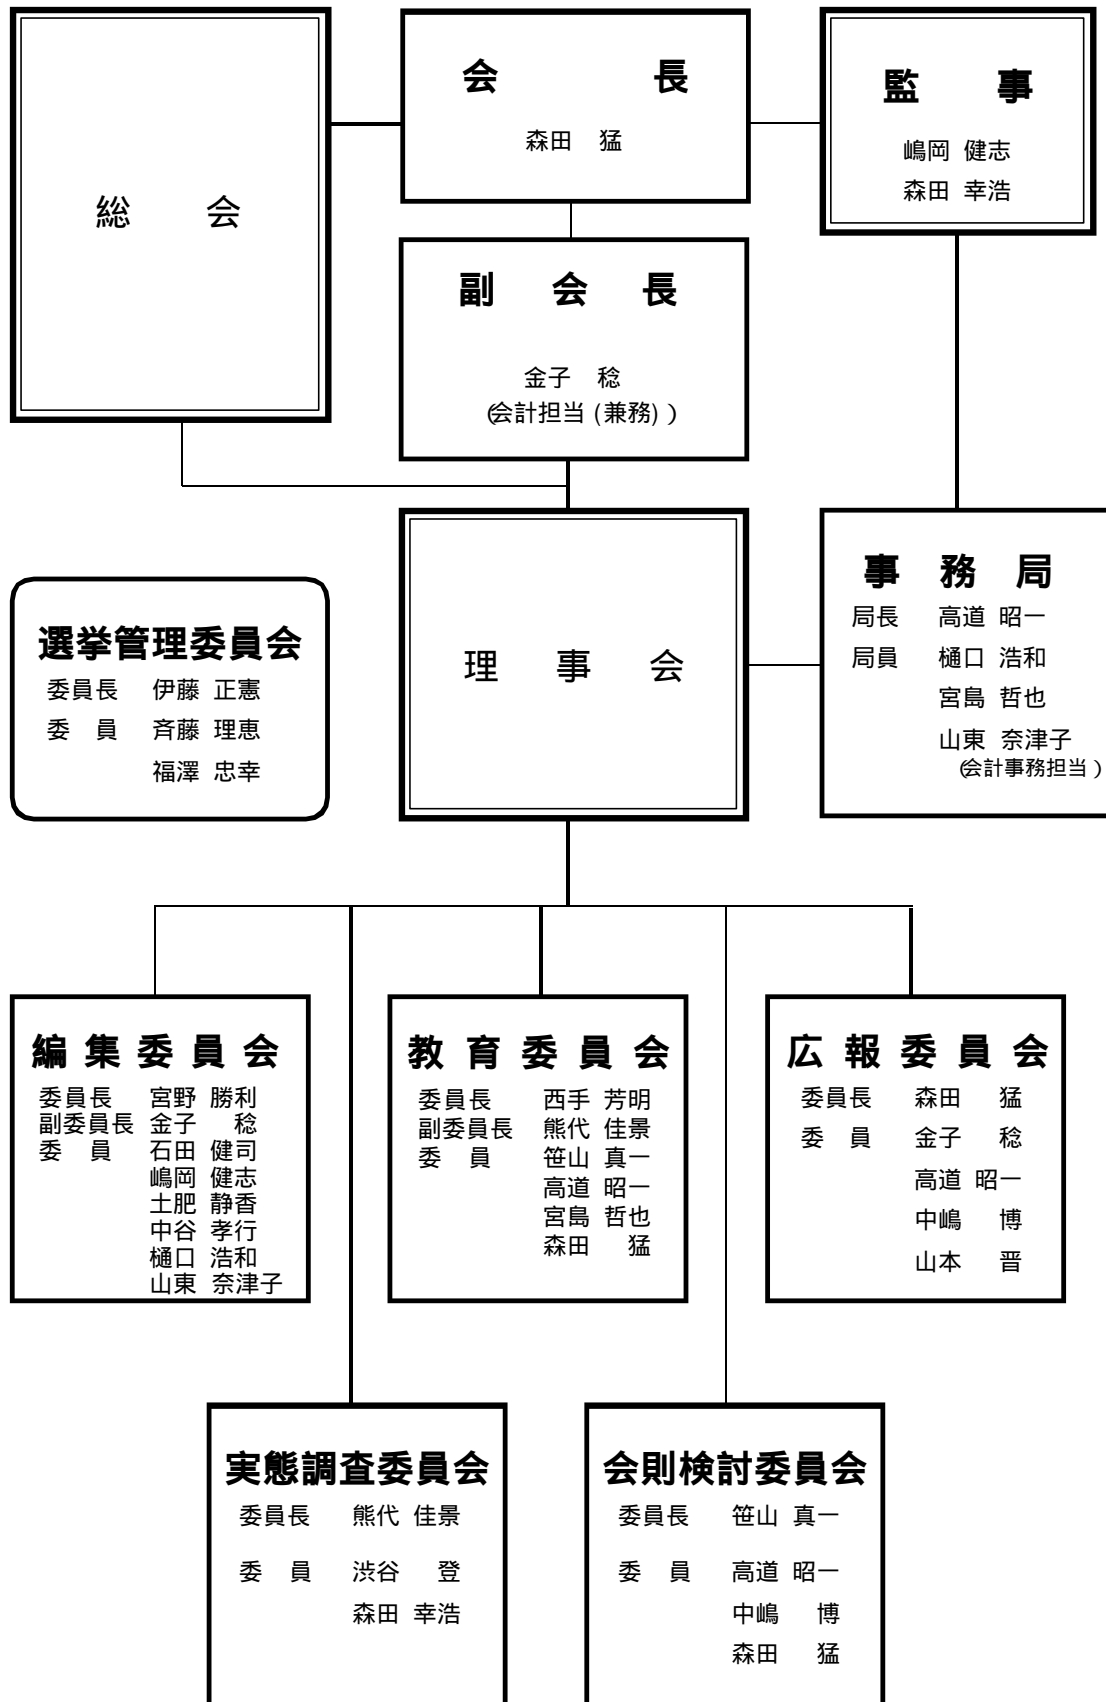 総　会
会　長
森田　猛
監　事
嶋岡 健志
森田 幸浩
副　会　長
金子　稔
(会計担当 (兼務) )
理　事　会
事　務　局
局長 高道 昭一
局員 樋口 浩和
宮島 哲也
山東 奈津子
(会計事務担当 )
選挙管理委員会
委員長 伊藤 正憲
委　員 斉藤 理恵
福澤 忠幸
編 集 委 員 会
委員長 宮野 勝利
副委員長 金子　稔
委　員 石田 健司
嶋岡 健志
土肥 静香
中谷 孝行
樋口 浩和
山東 奈津子
教 育 委 員 会
委員長 西手 芳明
副委員長 熊代 佳景
委　員 笹山 真一
高道 昭一
宮島 哲也
森田　猛
広 報 委 員 会
委員長 森田　猛
委　員 金子　稔
高道 昭一
中嶋　博
山本　晋
実態調査委員会
委員長 熊代 佳景
委　員 渋谷　登
森田 幸浩
会則検討委員会
委員長 笹山 真一
委　員 高道 昭一
中嶋　博
森田　猛